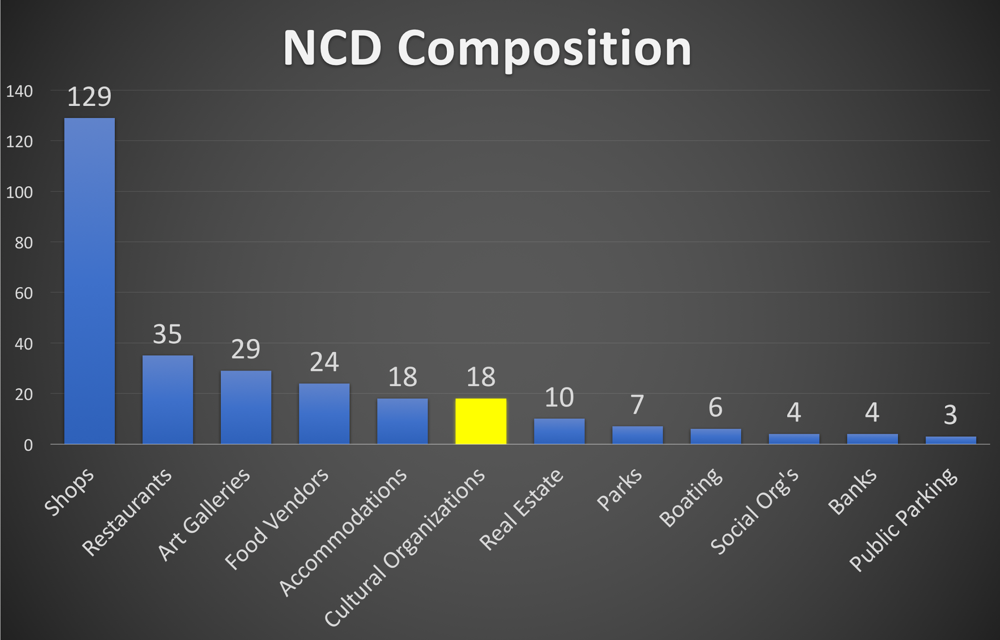 NCD Composition
140
120
100
80
60
40
20
0
129
35
29
24
18
18
10
7
6
4
4
3
Shops
Restaurants
Art Galleries
Food Vendors
Accommodations
Cultural Organizations
Real Estate
Parks
Boating
Social Org's
Banks
Public Parking